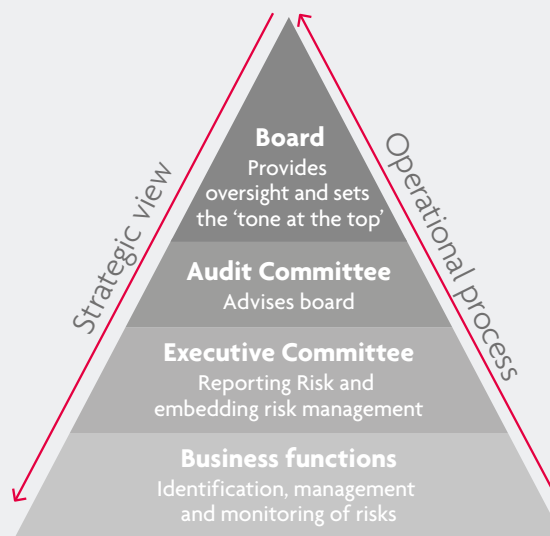 Strategic view
Operational process
Board
Provides
oversight and sets
the ‘tone at the top’
Audit Committee
Advises board
Executive Committee
Reporting Risk and
embedding risk management
Business functions
Identification, management
and monitoring of risks